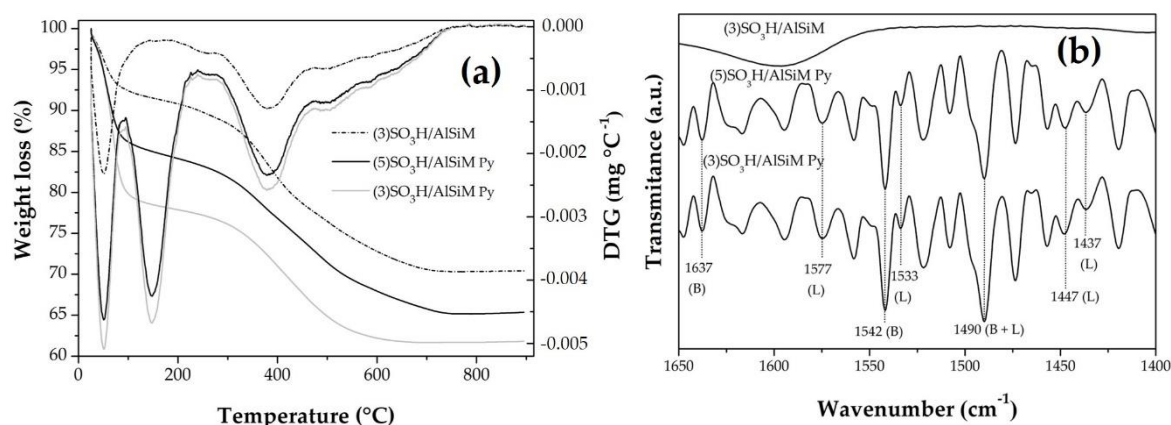 100
95
90
85
80
75
70
65
60
Weight loss (%)
0 200 400 600 800
Temperature (°C)
0.000
-0.001
-0.002
-0.003
-0.004
-0.005
DTG (mg °C-1)
(a)
(3)SO3H/AlSiM
(5)SO3H/AlSiM Py
(3)SO3H/AlSiM Py
(b)
(3)SO3H/AlSiM
(5)SO3H/AlSiM Py
(3)SO3H/AlSiM Py
Transmitance (a.u.)
1637
(B)
1577
(L)
1542 (B)
1533
(L)
1490 (B + L)
1447 (L)
1437
(L)
1650 1600 1550 1500 1450 1400
Wavenumber (cm-1)